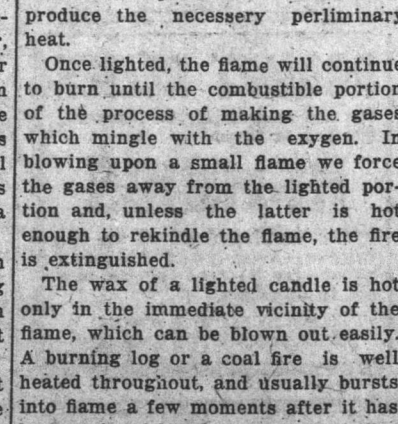 produce the necessery perliminary
heat.
Once lighted, the flame will continue
to burn until the combustible portion
of the process of making the gases
which mingle with the oxygen. In
blowing upon a small flame we force
the gases away from the lighted por-
tion and, unless the latter is hot
enough to rekindle the flame, the fire
is extinguished.
The wax of a lighted candle is hot
only in the immediate vicinity of the
flame, which can be blown out easily.
A burning log or a coal fire is well
heated throughout, and usually bursts
into flame a few moments after it has